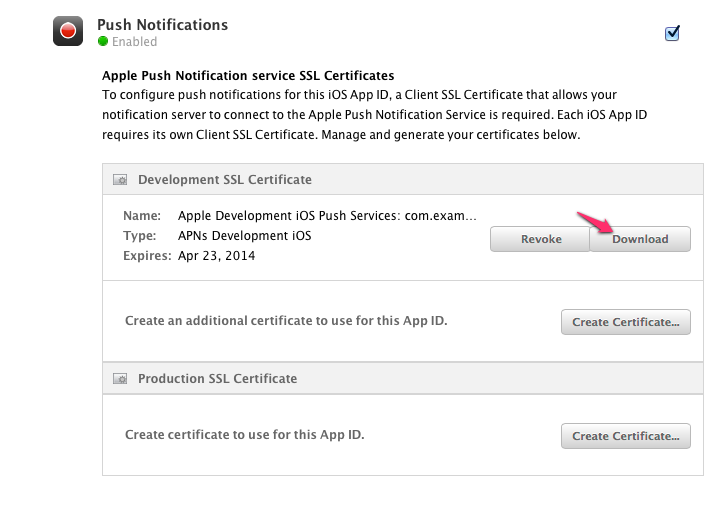 Push Notifications
Enabled
Apple Push Notification service SSL Certificates
To configure push notifications for this iOS App ID, a Client SSL Certificate that allows your
notification server to connect to the Apple Push Notification Service is required. Each iOS App ID
requires its own Client SSL Certificate. Manage and generate your certificates below.
Development SSL Certificate
Name: Apple Development iOS Push Services: com.exam...
Type: APNs Development iOS
Expires: Apr 23, 2014
Revoke Download
Create an additional certificate to use for this App ID. Create Certificate...
Production SSL Certificate
Create certificate to use for this App ID. Create Certificate...